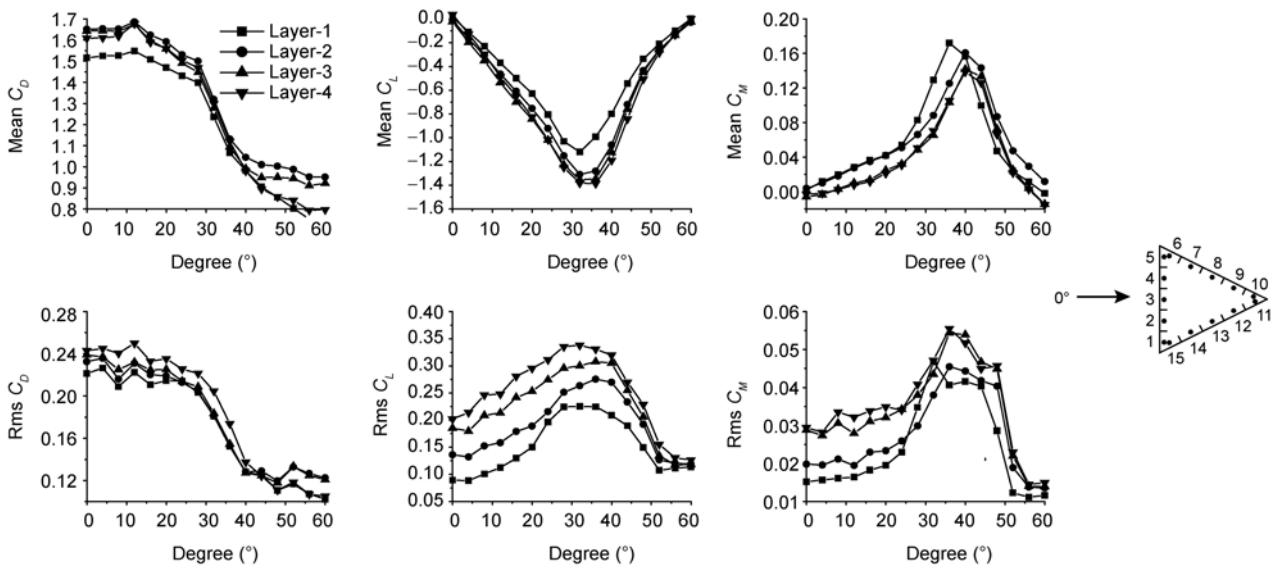 Mean C_D
1.7
1.6
1.5
1.4
1.3
1.2
1.1
1.0
0.9
0.8
Layer-1
Layer-2
Layer-3
Layer-4
0 10 20 30 40 50 60
Degree (°)
Mean C_L
0.0
−0.2
−0.4
−0.6
−0.8
−1.0
−1.2
−1.4
−1.6
0 10 20 30 40 50 60
Degree (°)
Mean C_M
0.20
0.16
0.12
0.08
0.04
0.00
0 10 20 30 40 50 60
Degree (°)
Rms C_D
0.28
0.24
0.20
0.16
0.12
0 10 20 30 40 50 60
Degree (°)
Rms C_L
0.40
0.35
0.30
0.25
0.20
0.15
0.10
0.05
0 10 20 30 40 50 60
Degree (°)
Rms C_M
0.06
0.05
0.04
0.03
0.02
0.01
0 10 20 30 40 50 60
Degree (°)
0°
5 6 7 8 9 10
4
3
2
1 15 14 13 12 11